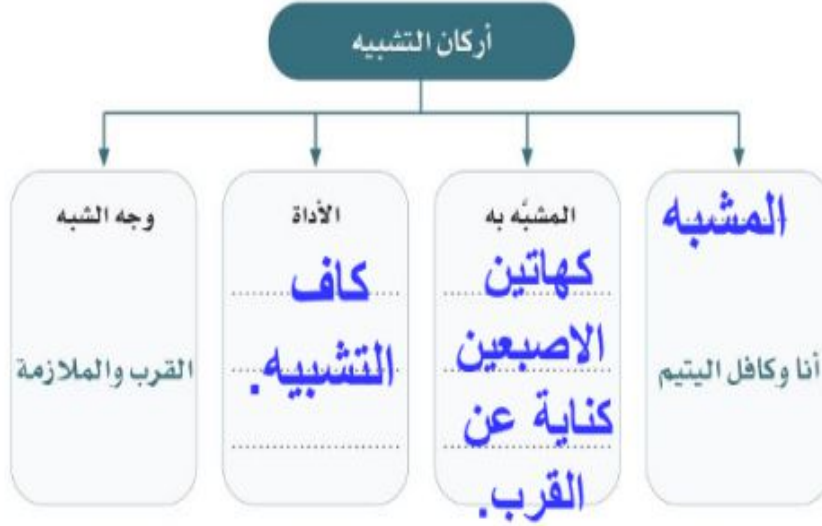 أركان التشبيه
المشبه
أنا وكافل اليتيم
المشبَّه به
كهاتين
الاصبعين
كناية عن
القرب.
الأداة
كاف
التشبيه.
وجه الشبه
القرب والملازمة